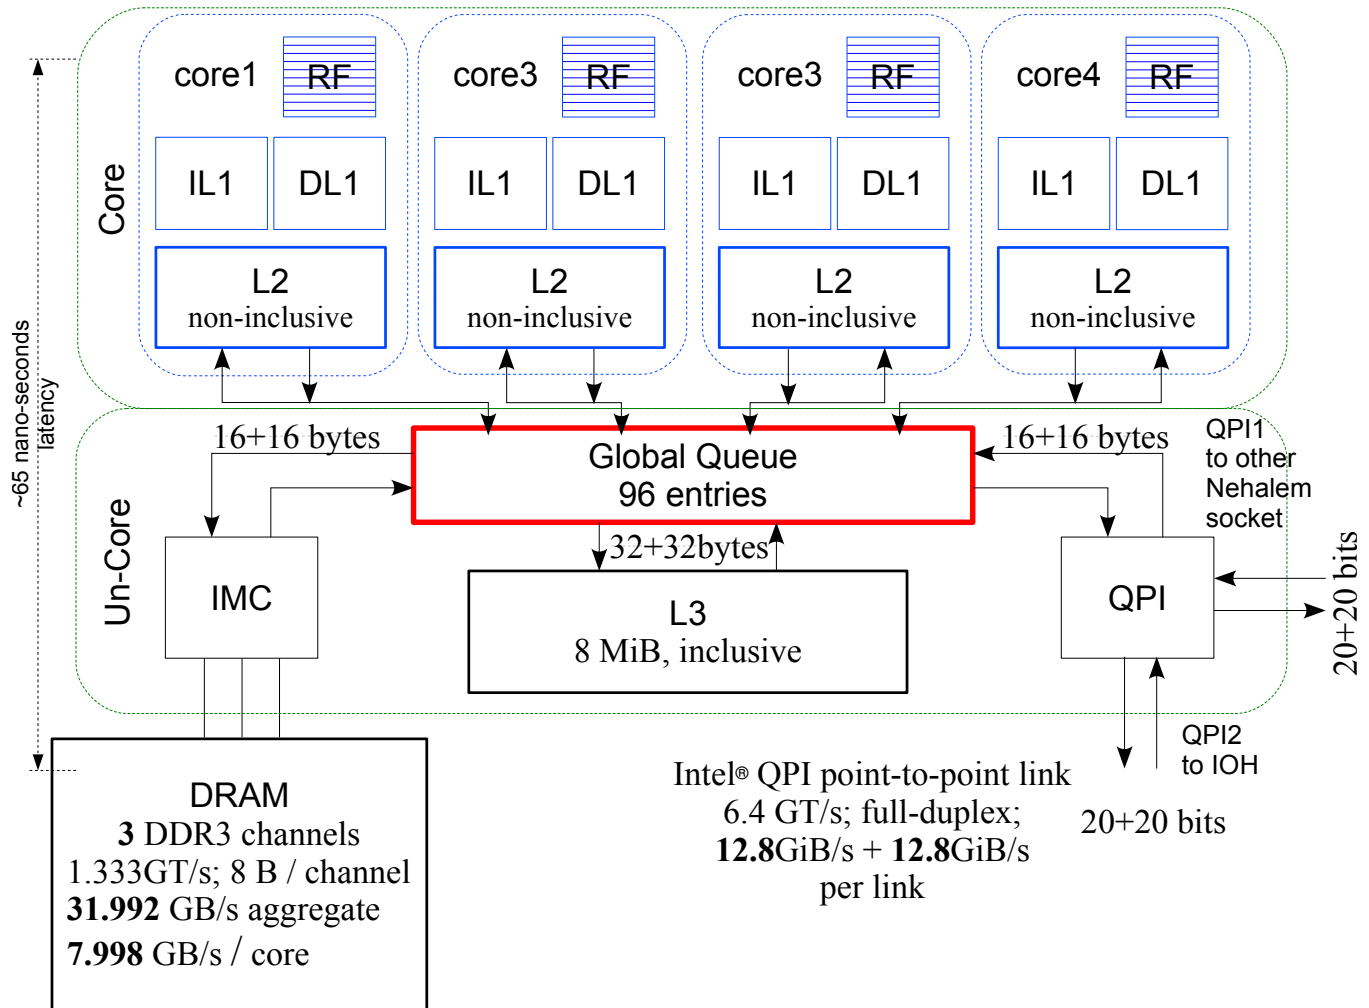 core1
RF
core3
RF
core3
RF
core4
RF
Core
IL1
DL1
IL1
DL1
IL1
DL1
IL1
DL1
L2
non-inclusive
L2
non-inclusive
L2
non-inclusive
L2
non-inclusive
~65 nano-seconds
latency
Un-Core
16+16 bytes
Global Queue
96 entries
16+16 bytes
QPI1
to other
Nehalem
socket
32+32bytes
IMC
L3
8 MiB, inclusive
QPI
20+20 bits
QPI2
to IOH
20+20 bits
DRAM
3 DDR3 channels
1.333GT/s; 8 B / channel
31.992 GB/s aggregate
7.998 GB/s / core
Intel® QPI point-to-point link
6.4 GT/s; full-duplex;
12.8GiB/s + 12.8GiB/s
per link